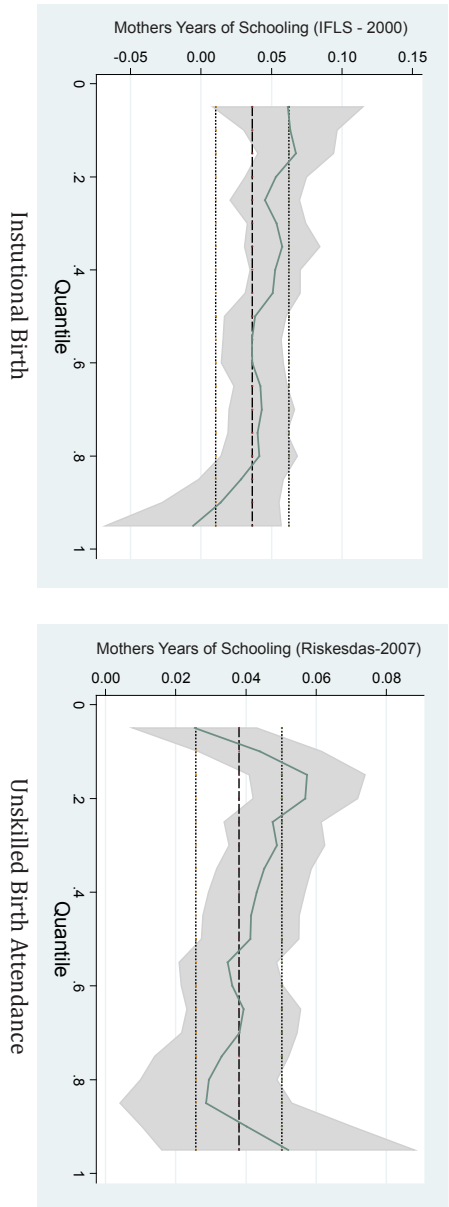 Mothers Years of Schooling (IFLS - 2000)
-0.05 0.00 0.05 0.10 0.15
0 .2 .4 .6 .8 1
Quantile
Instutional Birth
Mothers Years of Schooling (Riskesdas-2007)
0.00 0.02 0.04 0.06 0.08
0 .2 .4 .6 .8 1
Quantile
Unskilled Birth Attendance